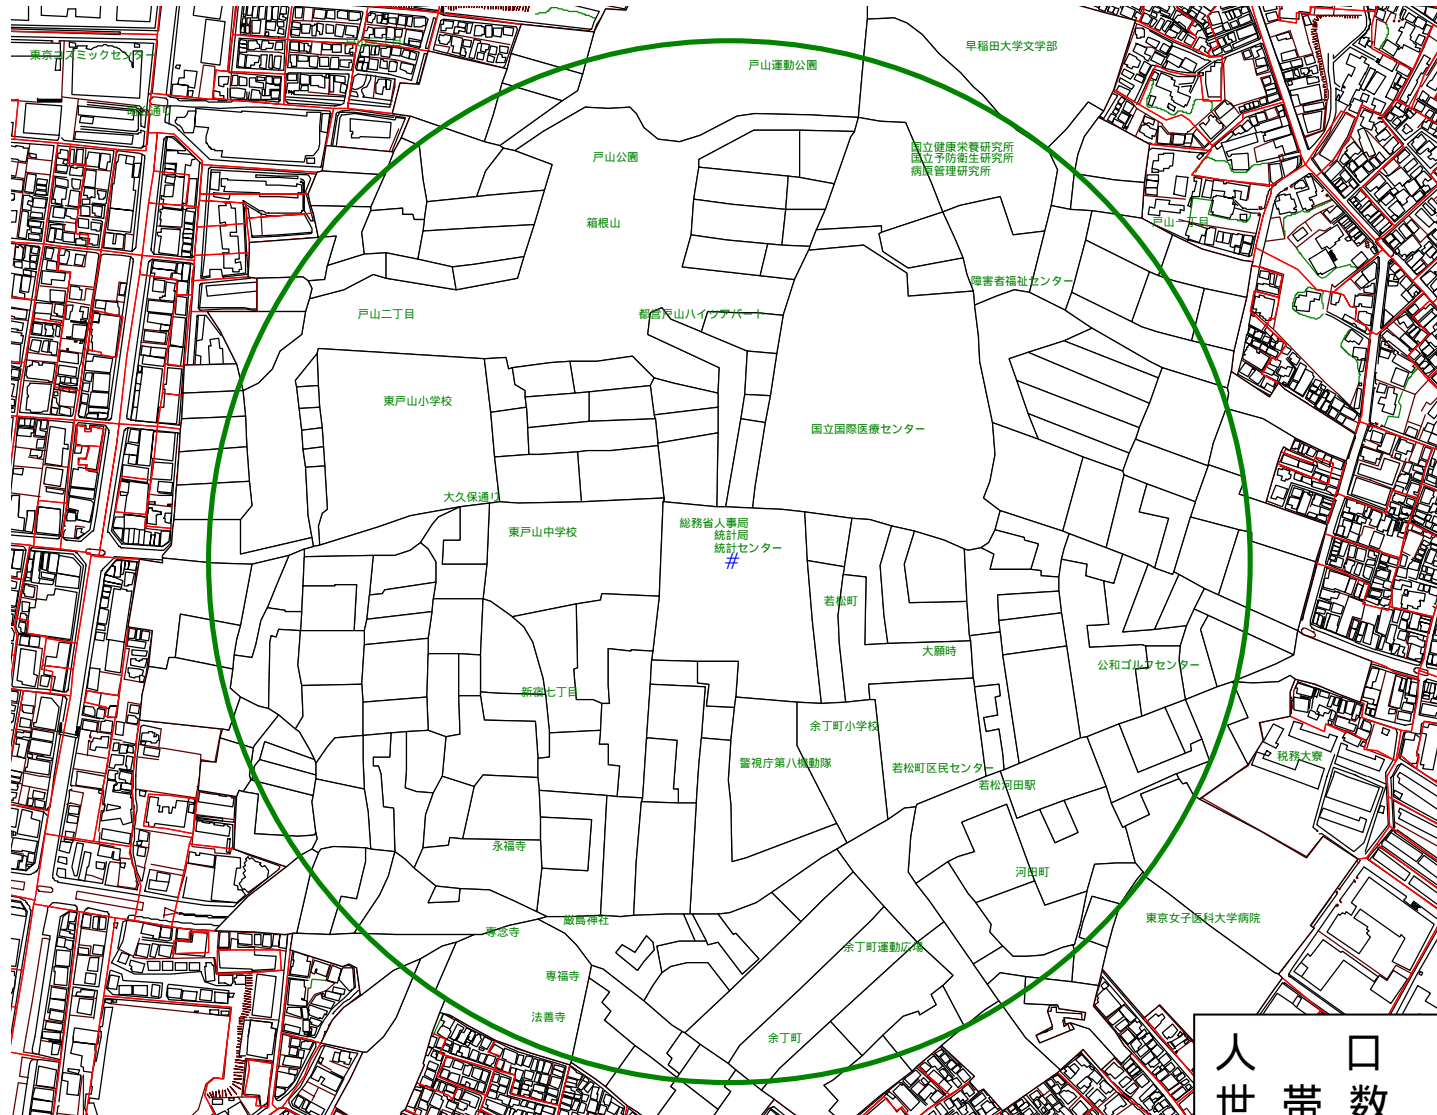 早稲田大学文学部
東京コスミックセンター
戸山運動公園
国立健康栄養研究所
国立予防衛生研究所
病原管理研究所
戸山公園
箱根山
戸山一丁目
障害者福祉センター
戸山二丁目
都営戸山ハイツアパート
東戸山小学校
国立国際医療センター
大久保通り
東戸山中学校
総務省人事局
統計局
統計センター
#
若松町
大願時
公和ゴルフセンター
新宿七丁目
余丁町小学校
警視庁第八機動隊
若松町区民センター
税務大寮
若松河田駅
永福寺
河田町
厳島神社
東京女子医科大学病院
専念寺
余丁町運動広場
専福寺
法善寺
余丁町
人口
世帯数